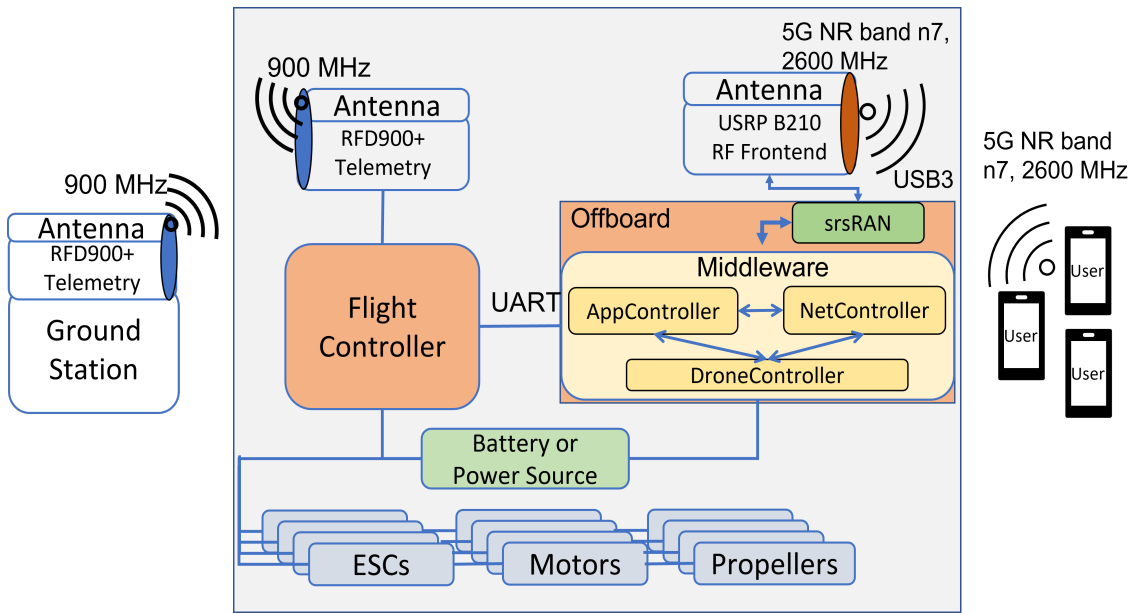 900 MHz
Antenna
RFD900+
Telemetry
Ground
Station
900 MHz
Antenna
RFD900+
Telemetry
Flight
Controller
UART
5G NR band n7,
2600 MHz
Antenna
USRP B210
RF Frontend
USB3
Offboard
srsRAN
Middleware
AppController
NetController
DroneController
Battery or
Power Source
ESCs
Motors
Propellers
5G NR band
n7, 2600 MHz
User
User
User